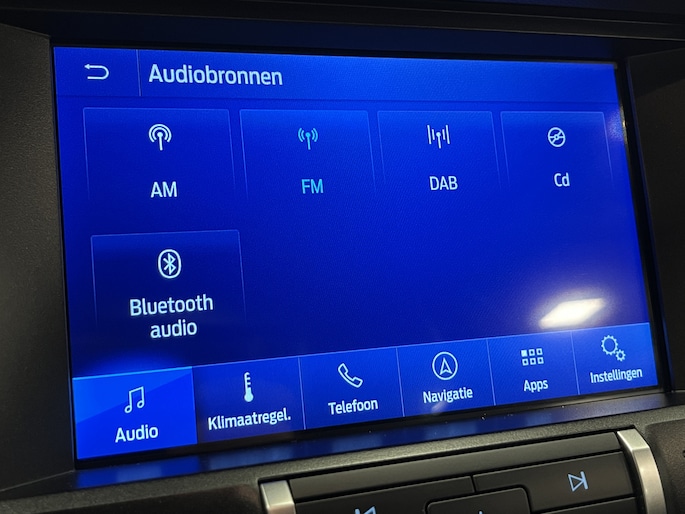 Audiobronnen
AM
FM
DAB
Cd
Bluetooth
audio
Audio
Klimaatregel.
Telefoon
Navigatie
Apps
Instellingen